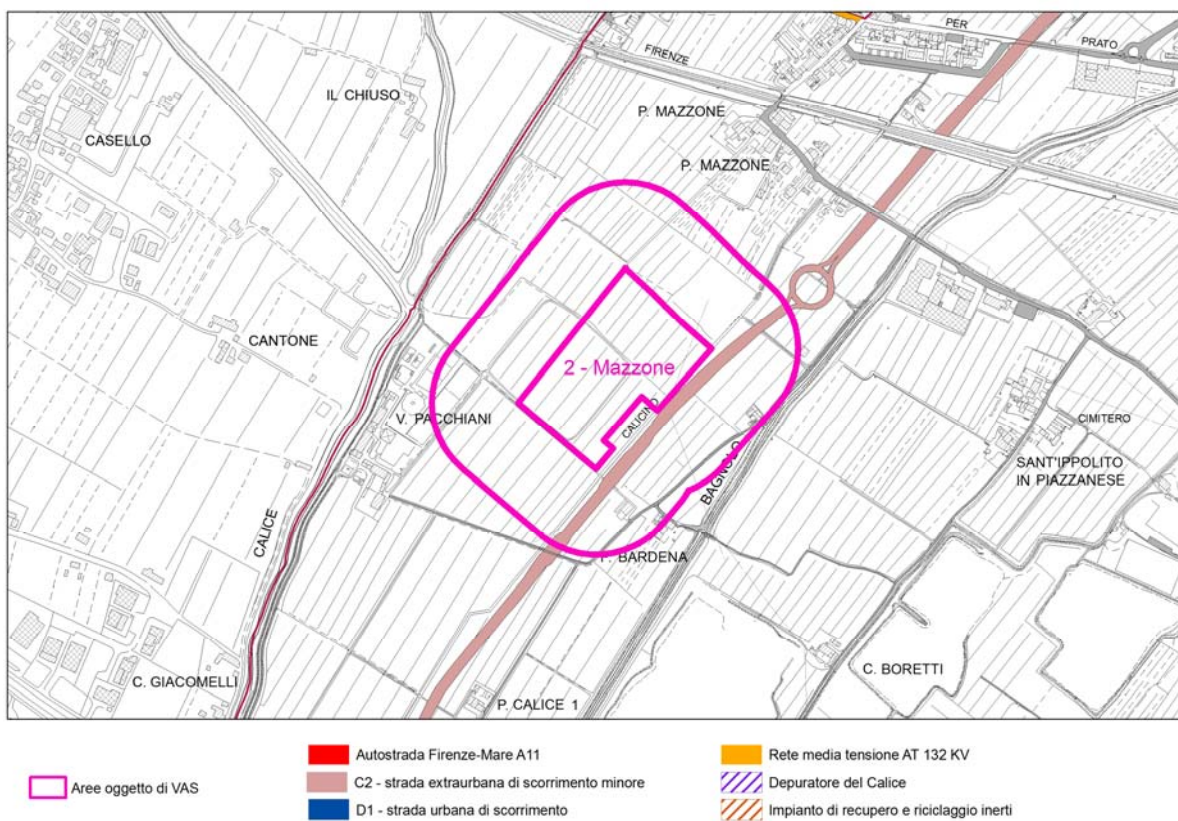 PER
PRATO
FIRENZE
IL CHIUSO
P. MAZZONE
CASELLO
P. MAZZONE
CANTONE
2 - Mazzone
V. PACCHIANI
CALICINO
CIMITERO
BAGNOLO
SANT'IPPOLITO
IN PIAZZANESE
CALICE
BARDENA
C. BORETTI
C. GIACOMELLI
P. CALICE 1
Aree oggetto di VAS
Autostrada Firenze-Mare A11
C2 - strada extraurbana di scorrimento minore
D1 - strada urbana di scorrimento
Rete media tensione AT 132 KV
Depuratore del Calice
Impianto di recupero e riciclaggio inerti